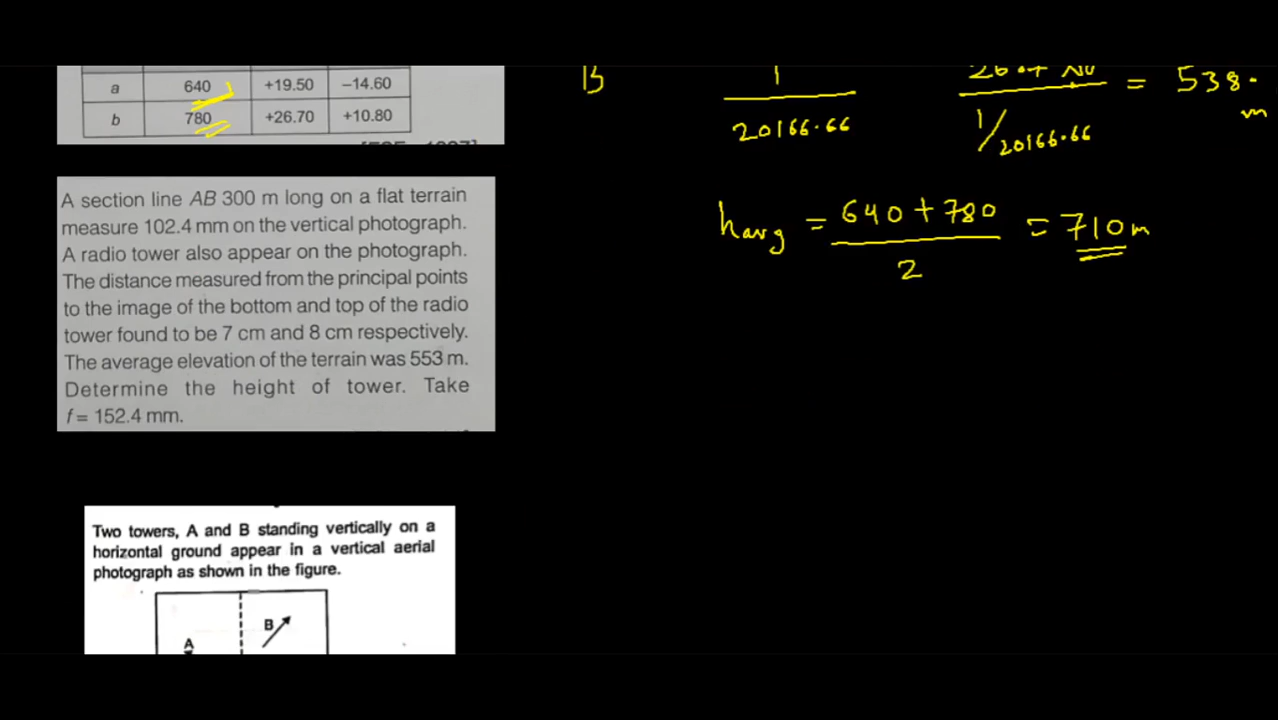 a 640 +19.50 –14.60
b 780 +26.70 +10.80
B 1 / 20166.66
1/20166.66 = 538. m
h avg = 640 + 780 / 2 = 710 m
A section line AB 300 m long on a flat terrain
measure 102.4 mm on the vertical photograph.
A radio tower also appear on the photograph.
The distance measured from the principal points
to the image of the bottom and top of the radio
tower found to be 7 cm and 8 cm respectively.
The average elevation of the terrain was 553 m.
Determine the height of tower. Take
f = 152.4 mm.
Two towers, A and B standing vertically on a
horizontal ground appear in a vertical aerial
photograph as shown in the figure.
B
A